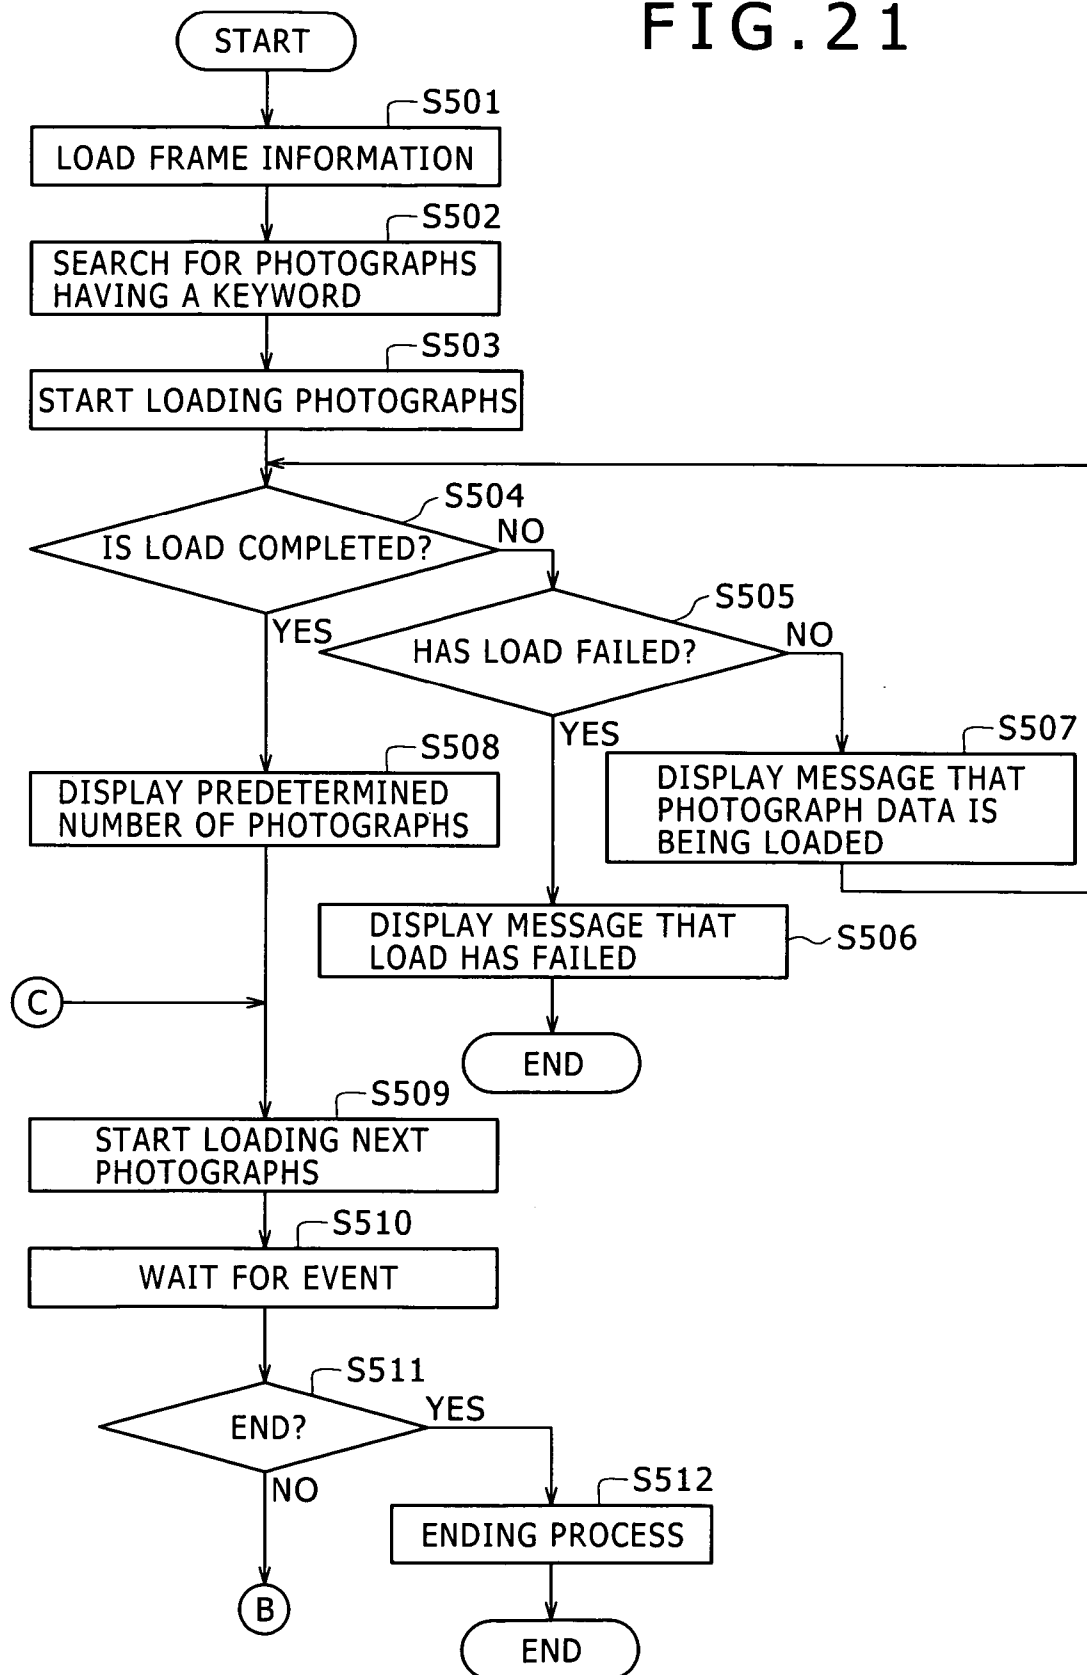 FIG.21
START
S501
LOAD FRAME INFORMATION
S502
SEARCH FOR PHOTOGRAPHS
HAVING A KEYWORD
S503
START LOADING PHOTOGRAPHS
S504
IS LOAD COMPLETED?
NO
YES
S505
HAS LOAD FAILED?
NO
YES
S507
DISPLAY MESSAGE THAT
PHOTOGRAPH DATA IS
BEING LOADED
S508
DISPLAY PREDETERMINED
NUMBER OF PHOTOGRAPHS
DISPLAY MESSAGE THAT
LOAD HAS FAILED
S506
END
C
S509
START LOADING NEXT
PHOTOGRAPHS
S510
WAIT FOR EVENT
S511
END?
YES
NO
S512
ENDING PROCESS
B
END